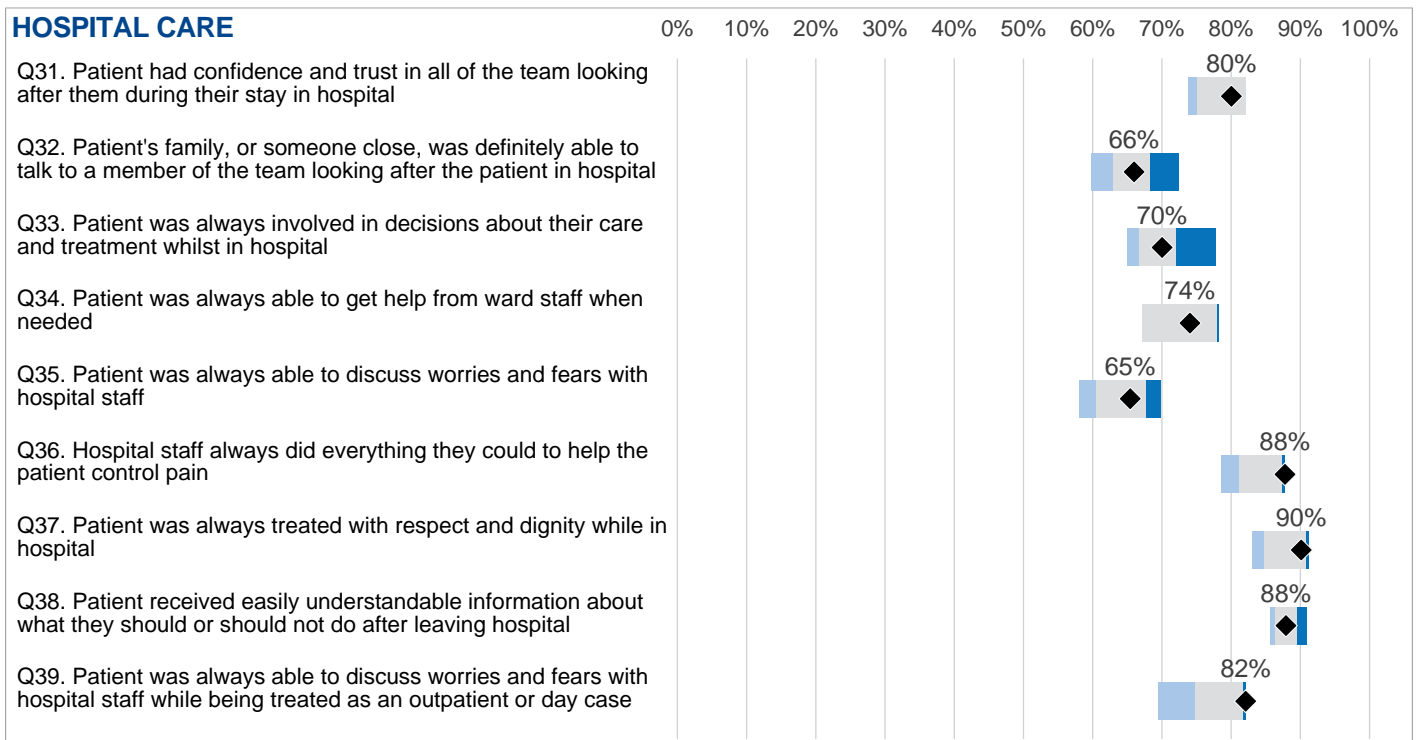 HOSPITAL CARE
0% 10% 20% 30% 40% 50% 60% 70% 80% 90% 100%
Q31. Patient had confidence and trust in all of the team looking
after them during their stay in hospital
80%
Q32. Patient's family, or someone close, was definitely able to
talk to a member of the team looking after the patient in hospital
66%
Q33. Patient was always involved in decisions about their care
and treatment whilst in hospital
70%
Q34. Patient was always able to get help from ward staff when
needed
74%
Q35. Patient was always able to discuss worries and fears with
hospital staff
65%
Q36. Hospital staff always did everything they could to help the
patient control pain
88%
Q37. Patient was always treated with respect and dignity while in
hospital
90%
Q38. Patient received easily understandable information about
what they should or should not do after leaving hospital
88%
Q39. Patient was always able to discuss worries and fears with
hospital staff while being treated as an outpatient or day case
82%